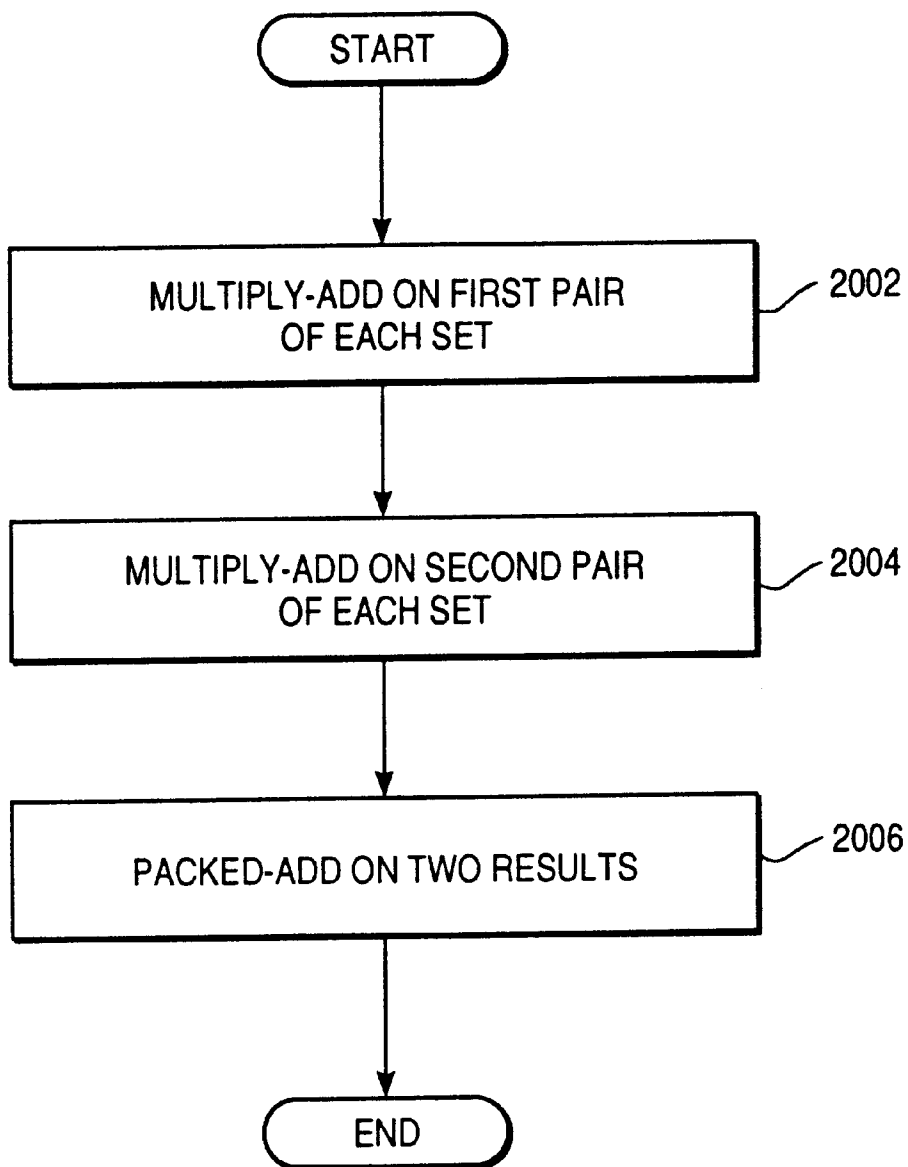 START
MULTIPLY-ADD ON FIRST PAIR
OF EACH SET
2002
MULTIPLY-ADD ON SECOND PAIR
OF EACH SET
2004
PACKED-ADD ON TWO RESULTS
2006
END